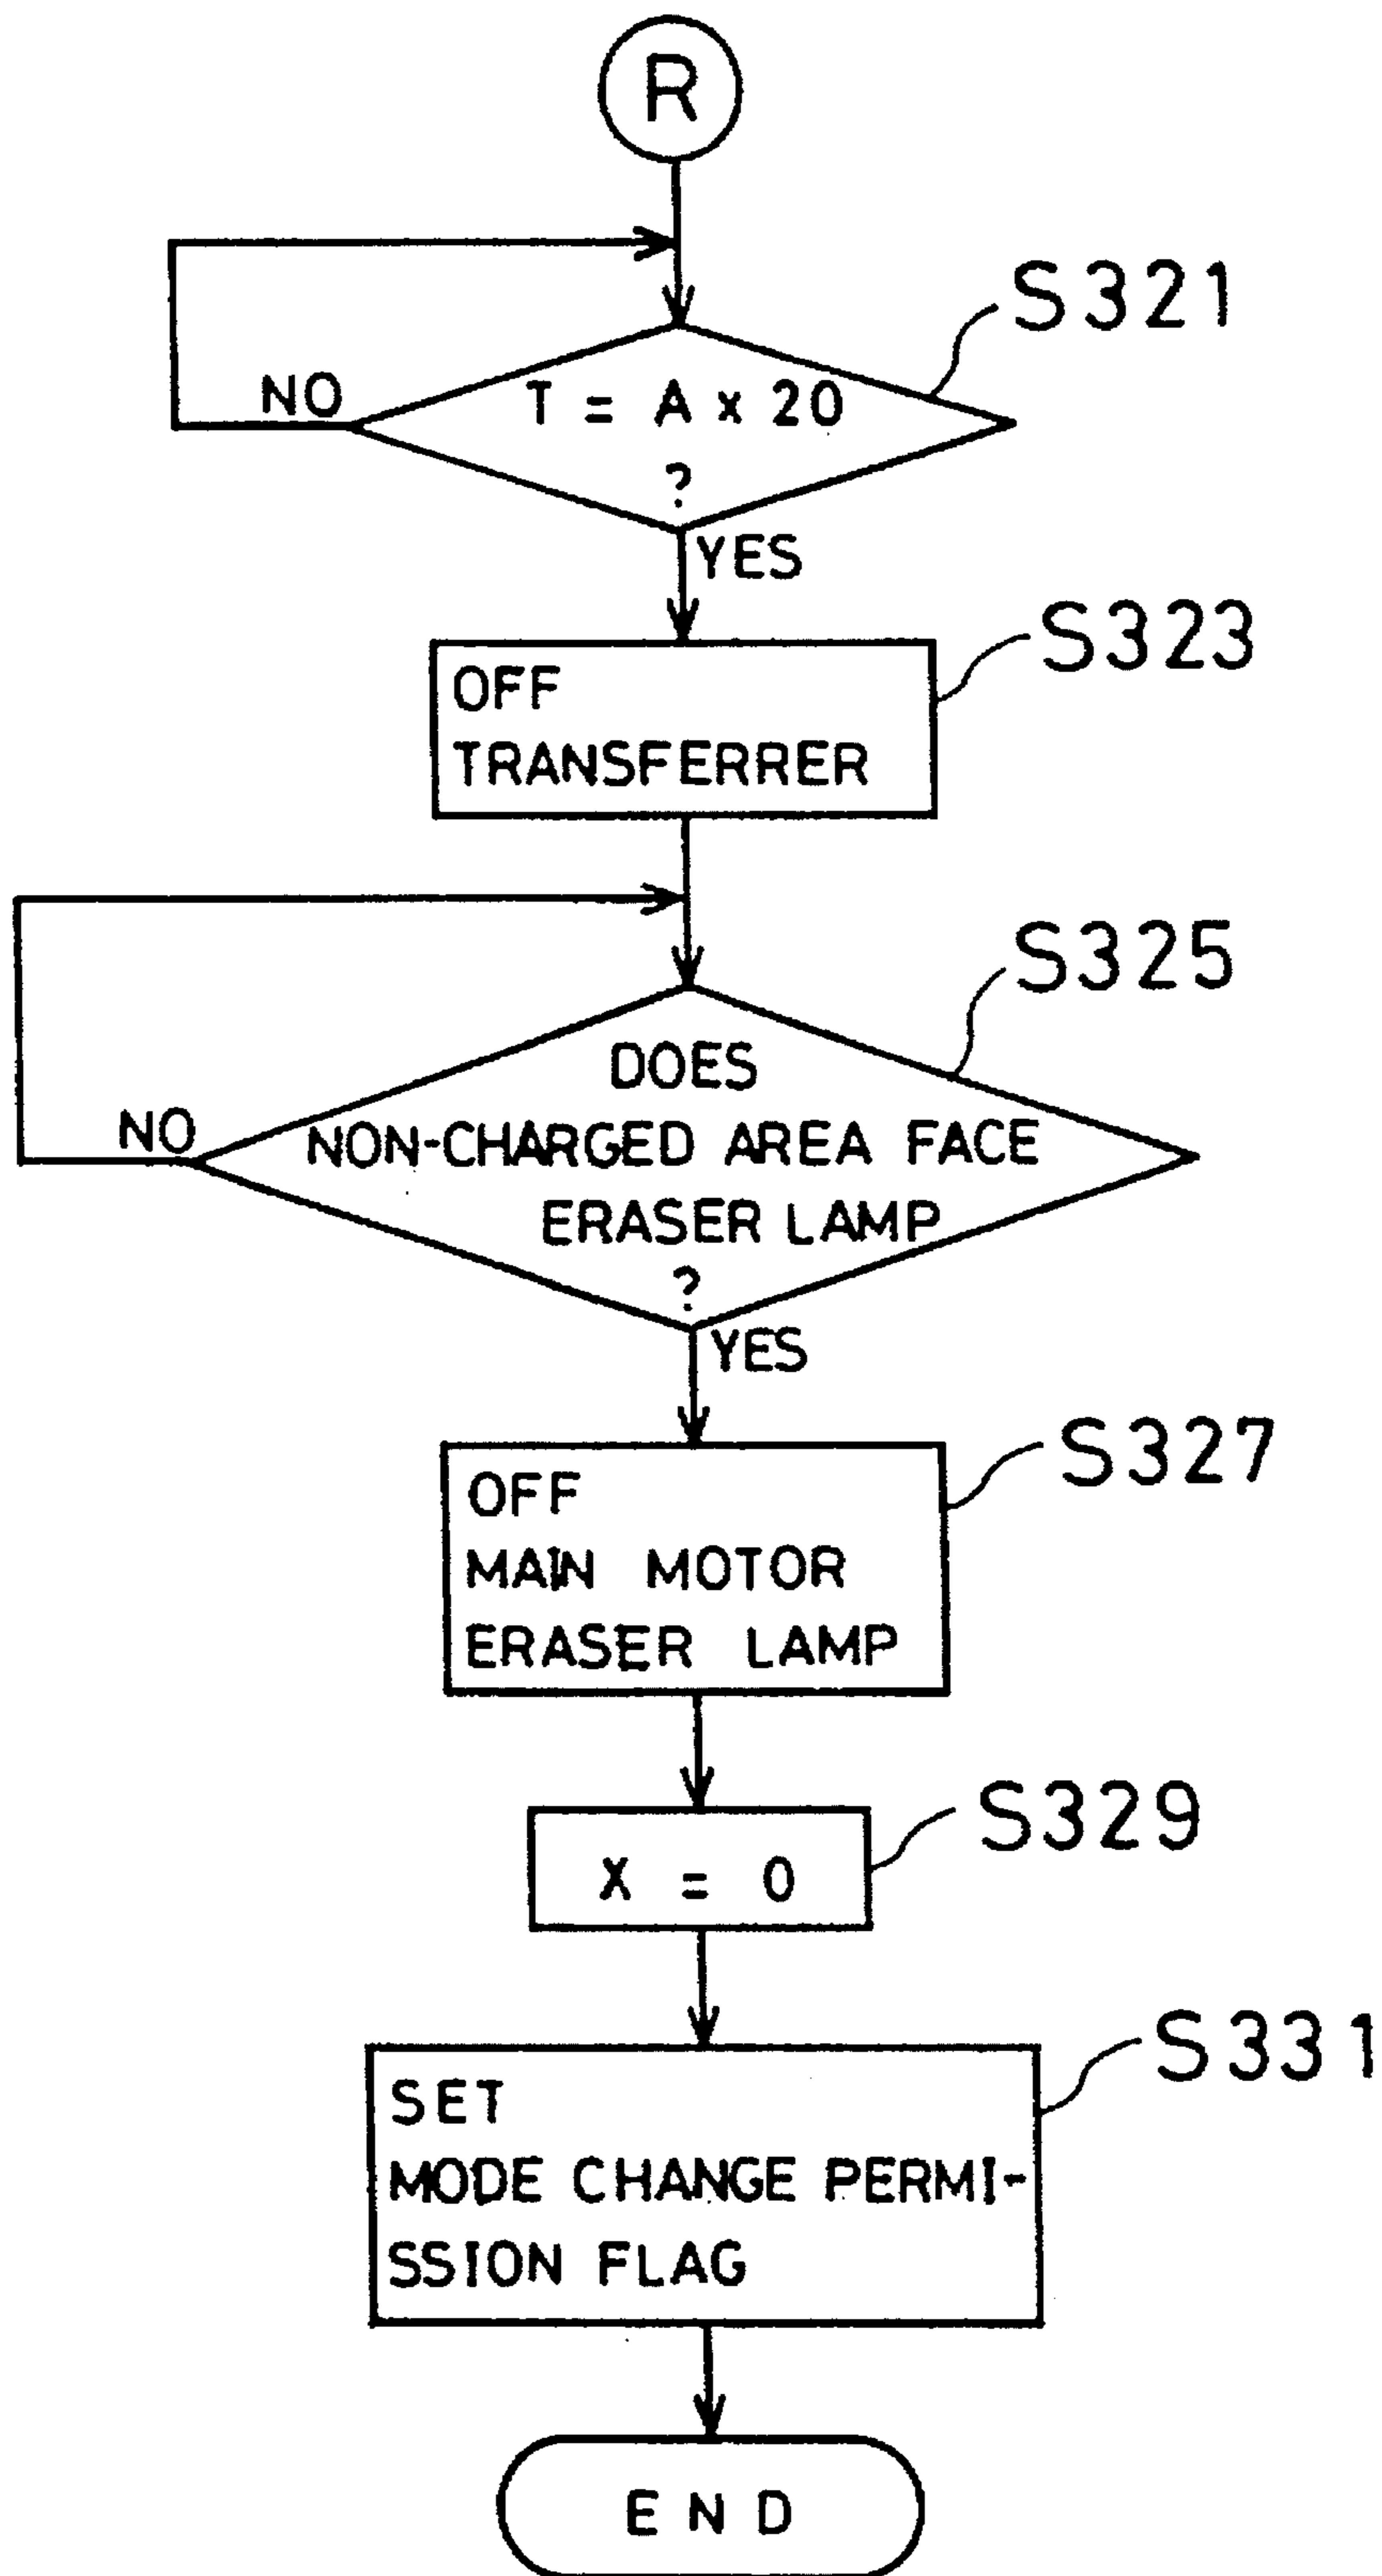 R
S321
NO
T = A x 20
?
YES
S323
OFF
TRANSFERRER
S325
DOES
NO
NON-CHARGED AREA FACE
ERASER LAMP
?
YES
S327
OFF
MAIN MOTOR
ERASER LAMP
S329
X = 0
S331
SET
MODE CHANGE PERMI-
SSION FLAG
END